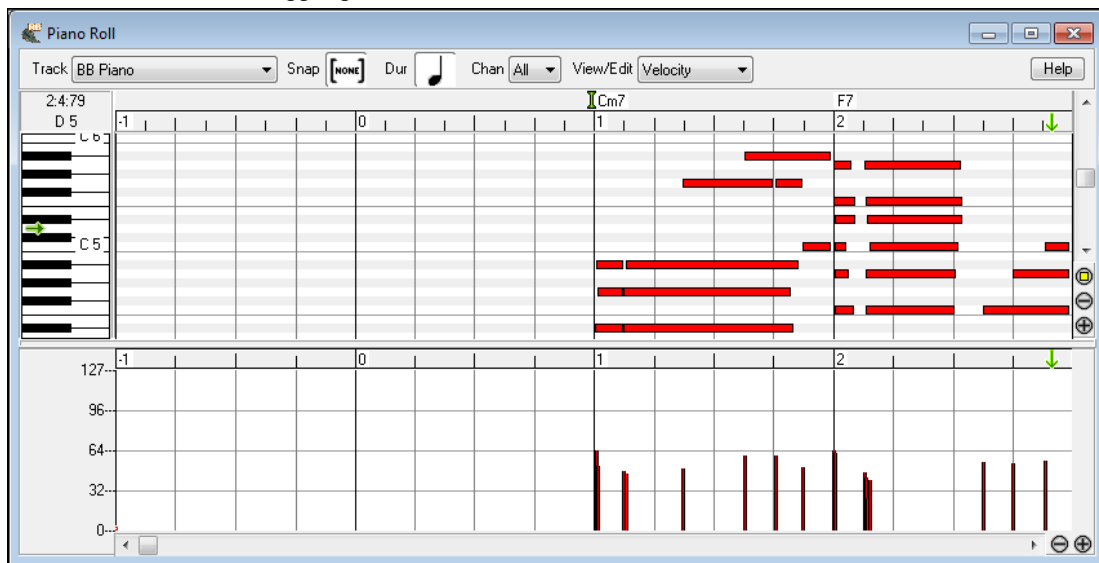 Piano Roll
Track BB Piano Snap NONE Dur Chan All View/Edit Velocity Help
2:4:79 Cm7 F7
D 5 -1 0 1 2
C 6
C 5
-1 0 1 2
127
96
64
32
0